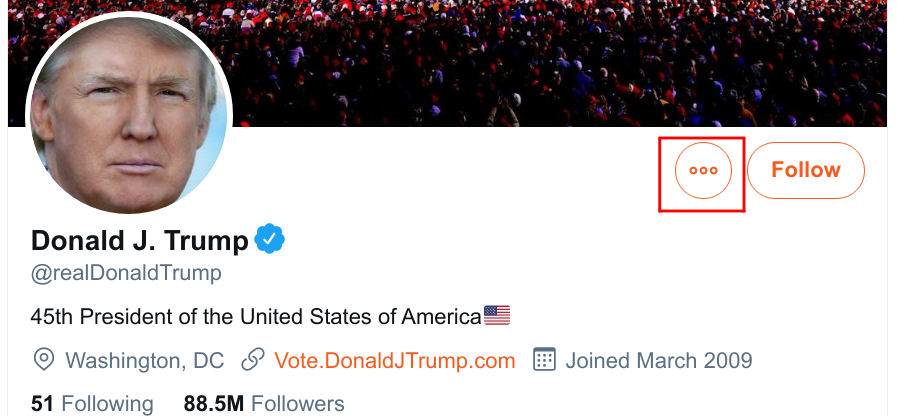 Follow
Donald J. Trump
@realDonaldTrump
45th President of the United States of America🇺🇸
Washington, DC Vote.DonaldJTrump.com Joined March 2009
51 Following 88.5M Followers